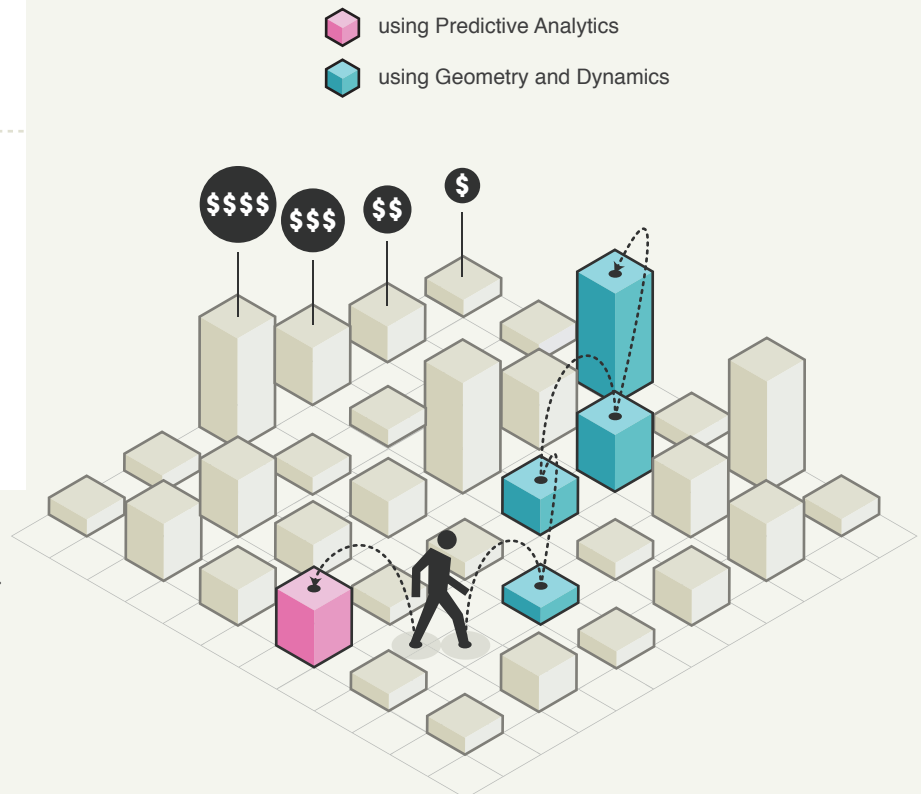 using Predictive Analytics
using Geometry and Dynamics
$$$$
$$$
$$
$